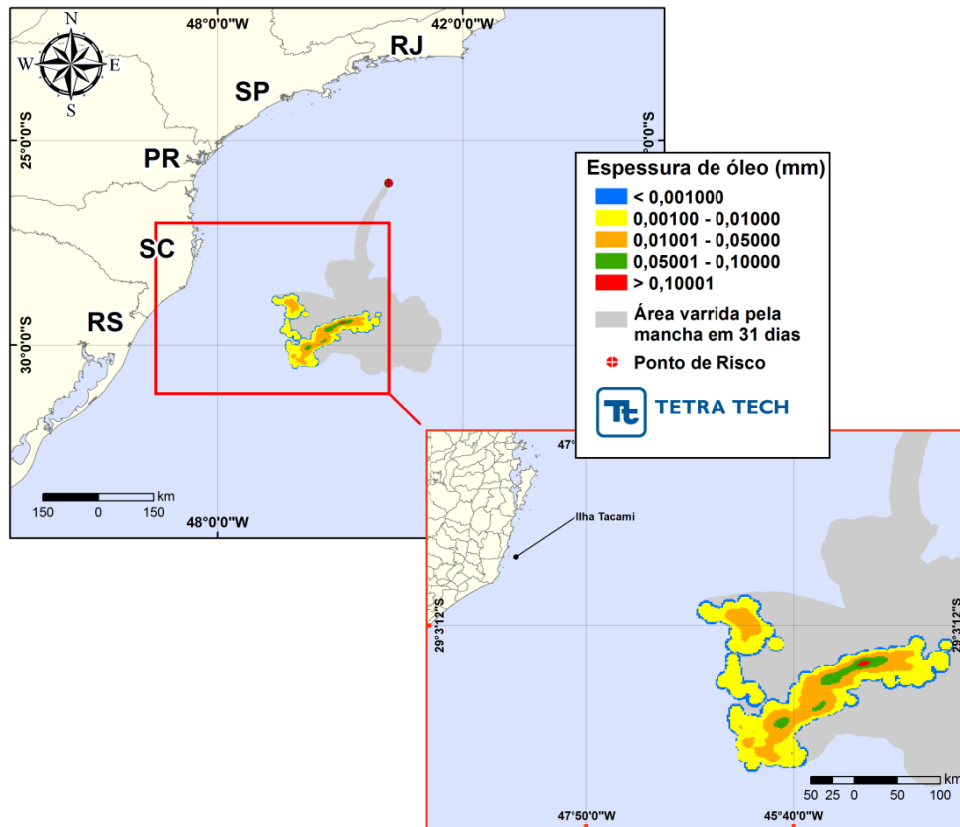 48°0'0"W
42°0'0"W
N
W
E
S
RJ
SP
PR
SC
RS
25°0'0"S
0'0"S
30°0'0"S
150
0
150
km
48°0'0"W
Espessura de óleo (mm)
< 0,001000
0,00100 - 0,01000
0,01001 - 0,05000
0,05001 - 0,10000
> 0,10001
Área varrida pela
mancha em 31 dias
Ponto de Risco
Tt
TETRA TECH
47°
Ilha Tacami
29°3'12"S
29°3'12"S
50 25 0 50 100
km
47°50'0"W
45°40'0"W